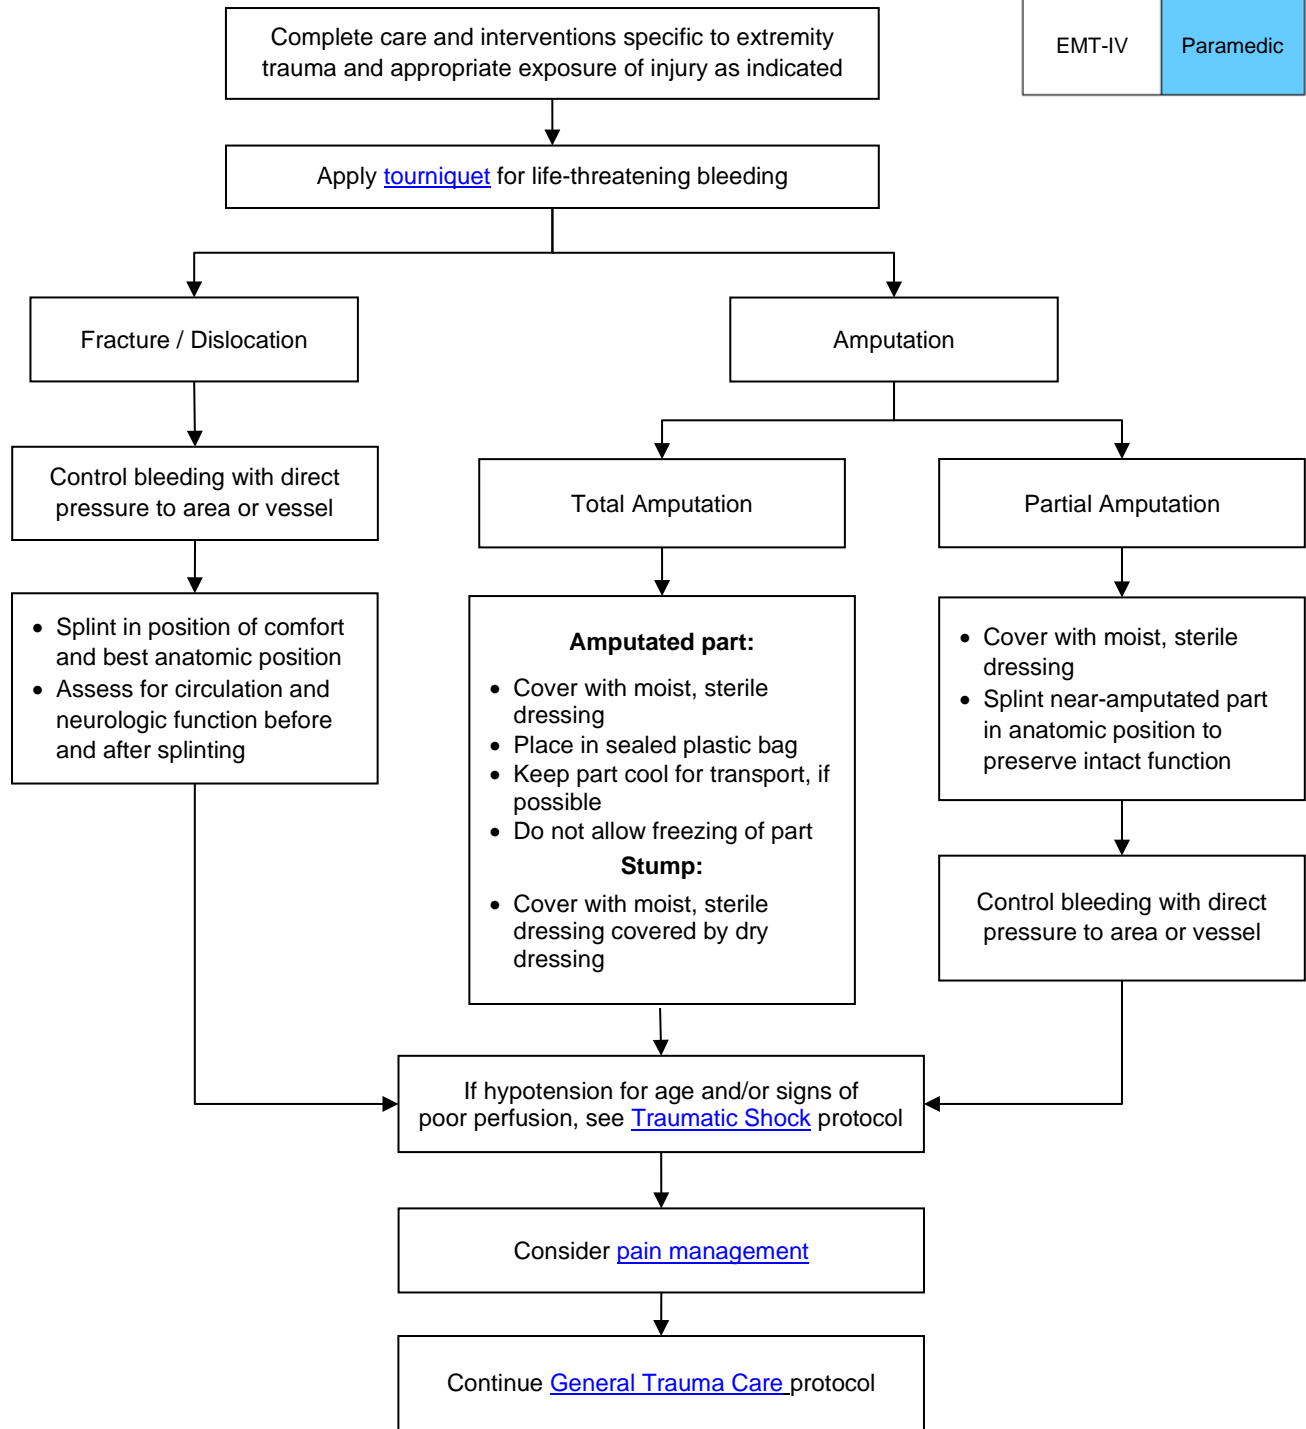 Complete care and interventions specific to extremity
trauma and appropriate exposure of injury as indicated
EMT-IV
Paramedic
Apply tourniquet for life-threatening bleeding
Fracture / Dislocation
Amputation
Control bleeding with direct
pressure to area or vessel
Total Amputation
Partial Amputation
• Splint in position of comfort
and best anatomic position
• Assess for circulation and
neurologic function before
and after splinting
Amputated part:
• Cover with moist, sterile
dressing
• Place in sealed plastic bag
• Keep part cool for transport, if
possible
• Do not allow freezing of part
Stump:
• Cover with moist, sterile
dressing covered by dry
dressing
• Cover with moist, sterile
dressing
• Splint near-amputated part
in anatomic position to
preserve intact function
Control bleeding with direct
pressure to area or vessel
If hypotension for age and/or signs of
poor perfusion, see Traumatic Shock protocol
Consider pain management
Continue General Trauma Care protocol